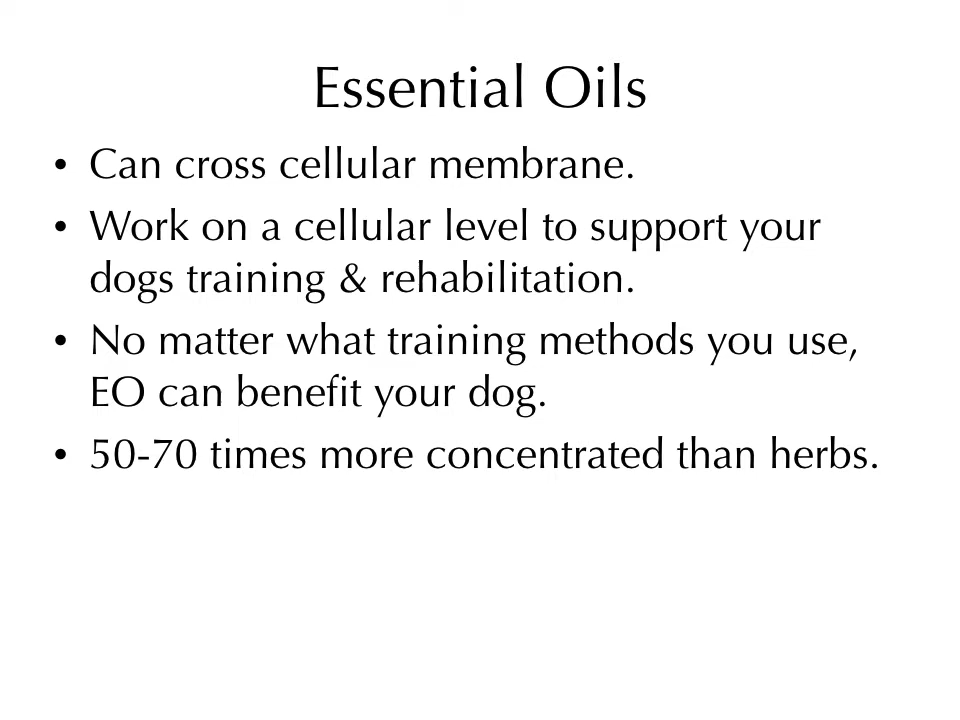 Essential Oils
• Can cross cellular membrane.
• Work on a cellular level to support your
dogs training & rehabilitation.
• No matter what training methods you use,
EO can benefit your dog.
• 50-70 times more concentrated than herbs.